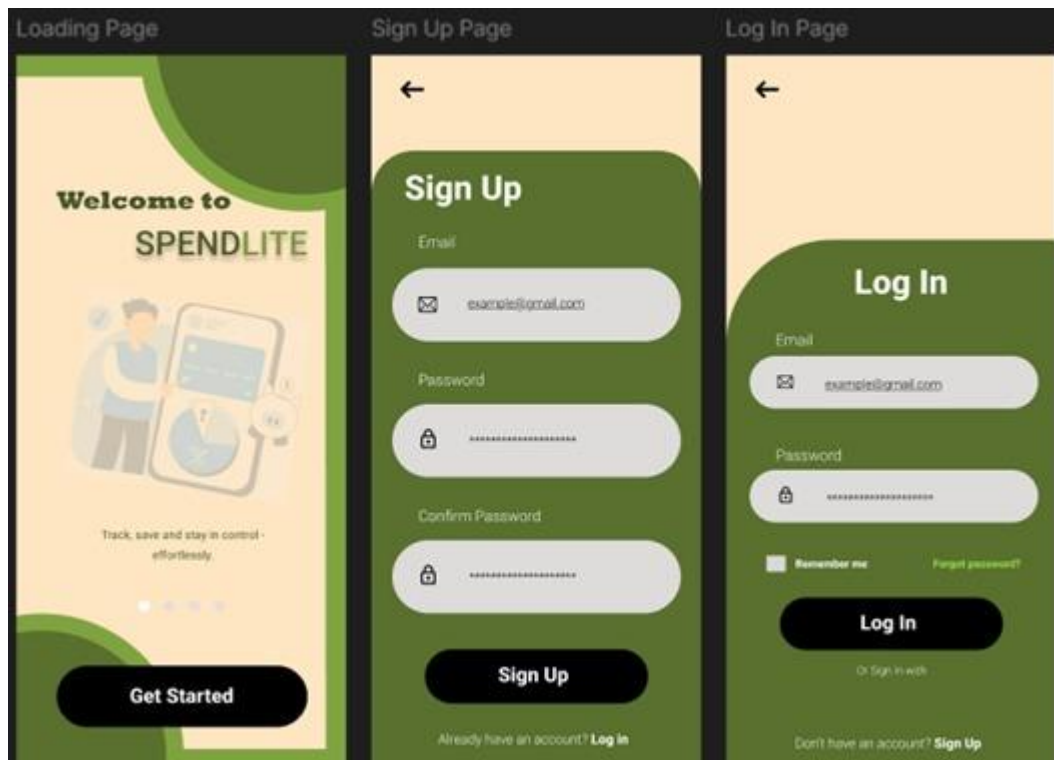 Loading Page
Welcome to
SPENDLITE
Track, save and stay in control -
effortlessly.
Get Started
Sign Up Page
Sign Up
Email
example@gmail.com
Password
********************
Confirm Password
********************
Sign Up
Already have an account? Log in
Log In Page
Log In
Email
example@gmail.com
Password
********************
Remember me Forgot password?
Log In
Or Sign in with
Don't have an account? Sign Up